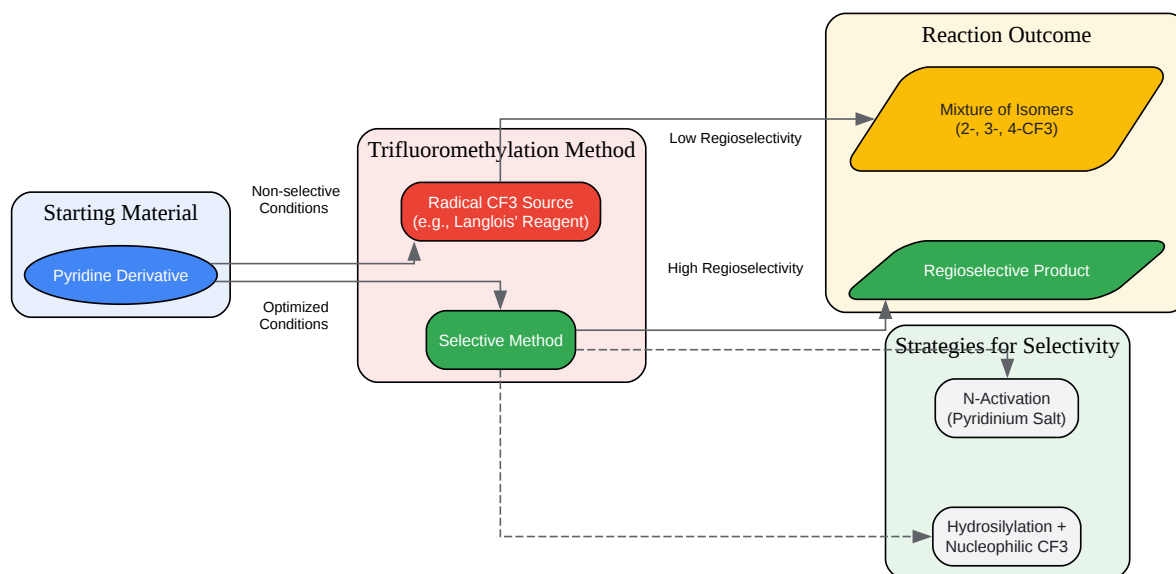 Starting Material
Pyridine Derivative
Non-selective
Conditions
Optimized
Conditions
Trifluoromethylation Method
Radical CF3 Source
(e.g., Langlois' Reagent)
Selective Method
Low Regioselectivity
High Regioselectivity
Reaction Outcome
Mixture of Isomers
(2-, 3-, 4-CF3)
Regioselective Product
Strategies for Selectivity
N-Activation
(Pyridinium Salt)
Hydrosilylation +
Nucleophilic CF3